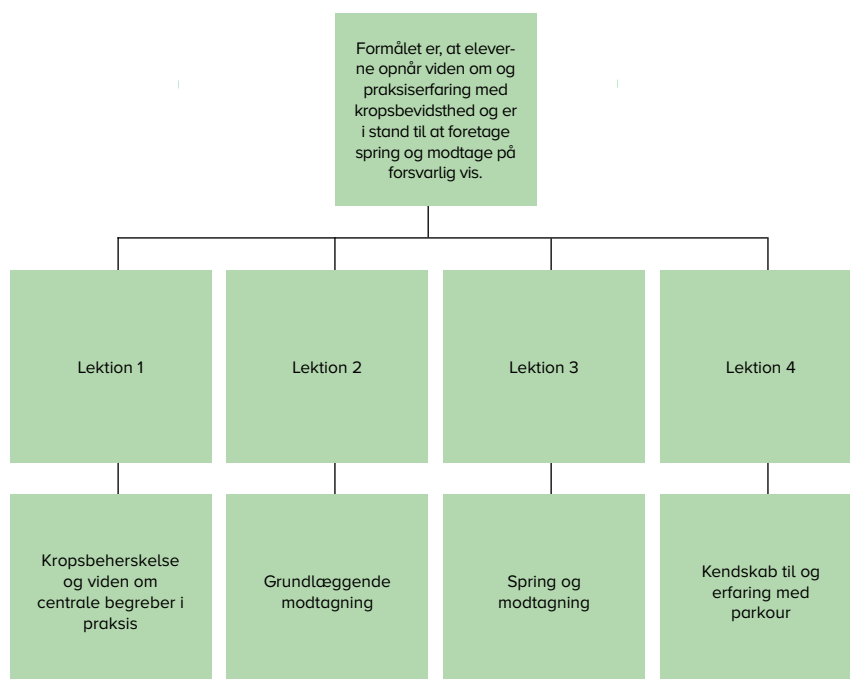 Formålet er, at elever-
ne opnår viden om og
praksiserfaring med
kropsbevidsthed og er
i stand til at foretage
spring og modtage på
forsvarlig vis.
Lektion 1
Lektion 2
Lektion 3
Lektion 4
Kropsbeherskelse
og viden om
centrale begreber i
praksis
Grundlæggende
modtagning
Spring og
modtagning
Kendskab til og
erfaring med
parkour